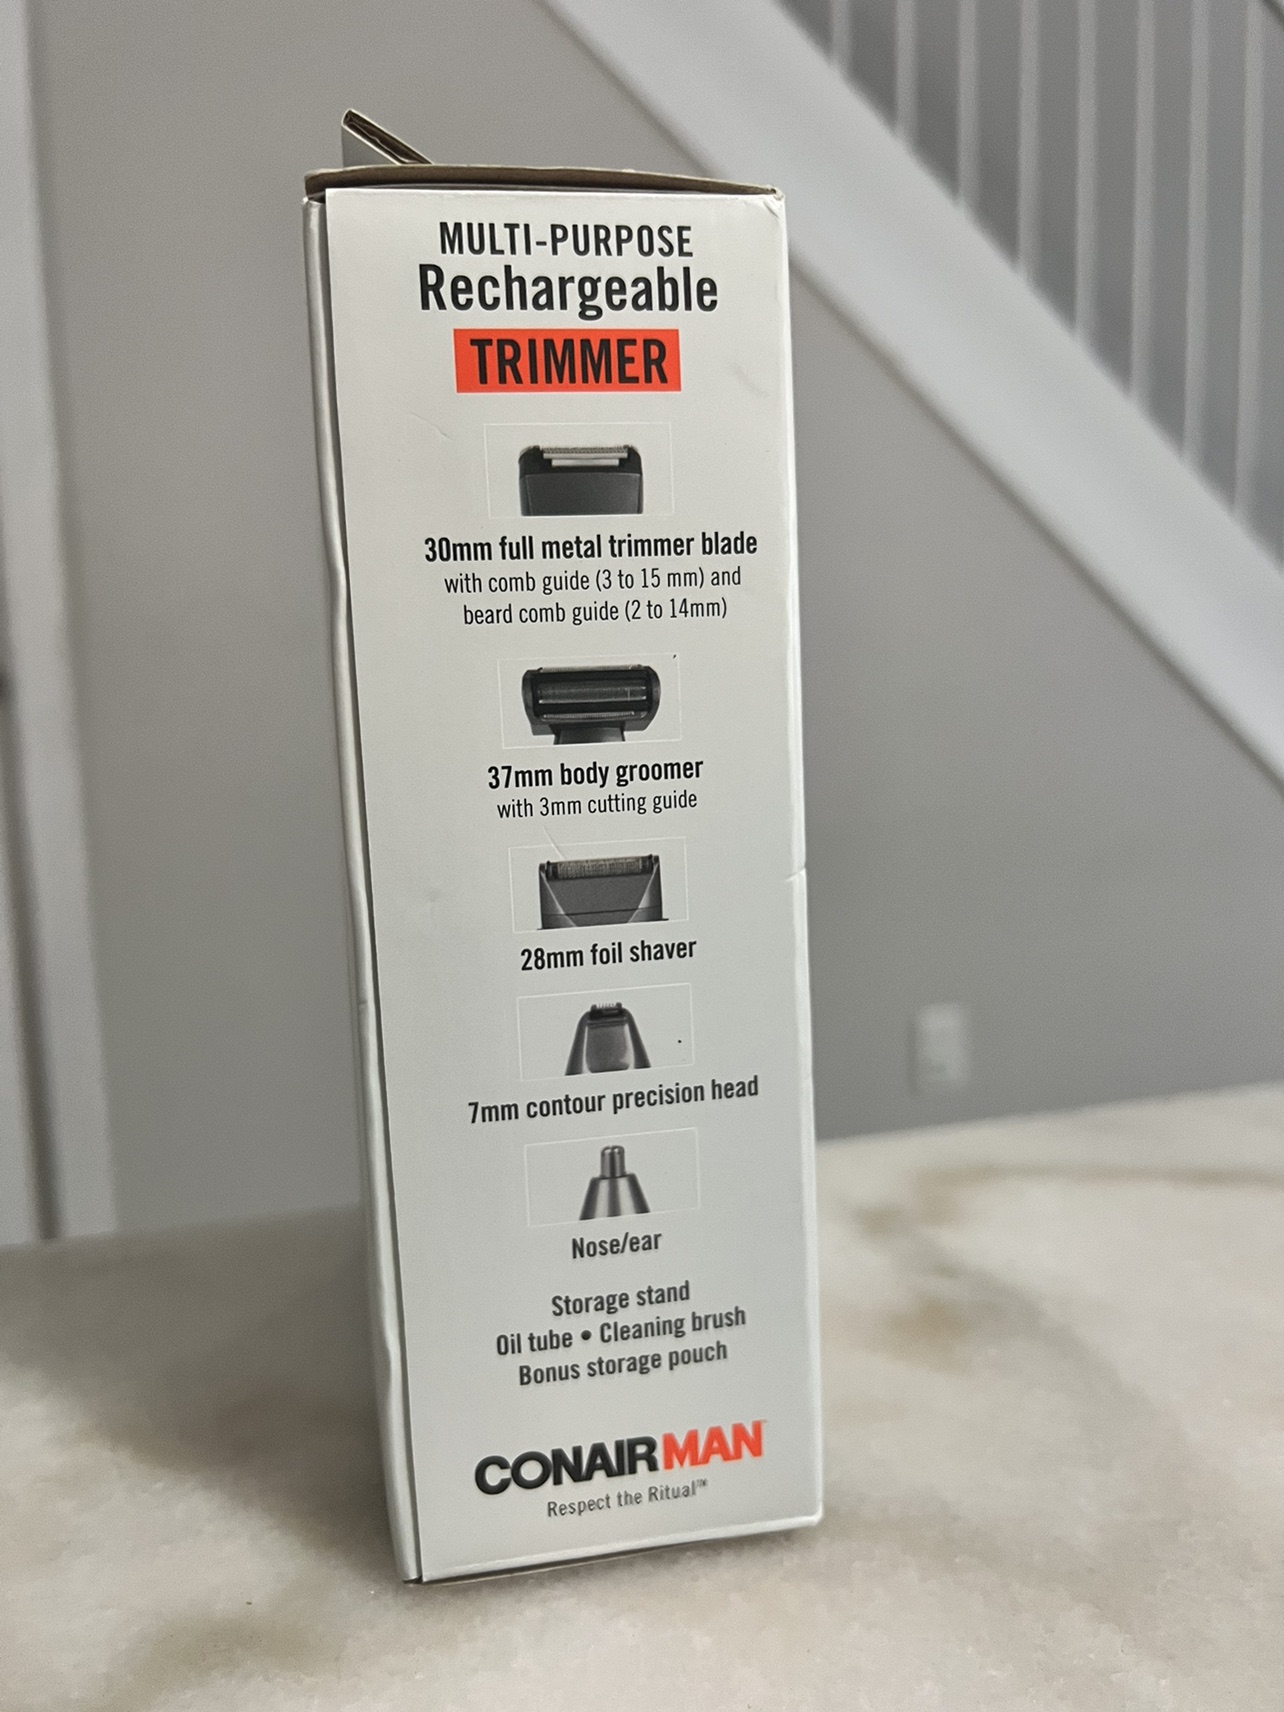 MULTI-PURPOSE
Rechargeable
TRIMMER
30mm full metal trimmer blade
with comb guide (3 to 15 mm) and
beard comb guide (2 to 14mm)
37mm body groomer
with 3mm cutting guide
28mm foil shaver
7mm contour precision head
Nose/ear
Storage stand
Oil tube • Cleaning brush
Bonus storage pouch
CONAIRMAN™
Respect the Ritual™